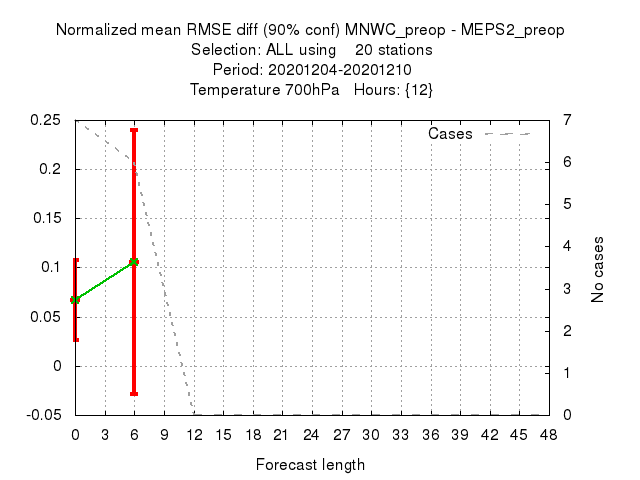 Normalized mean RMSE diff (90% conf) MNWC_preop - MEPS2_preop
Selection: ALL using    20 stations
Period: 20201204-20201210
Temperature 700hPa   Hours: {12}
Cases
0.25
0.2
0.15
0.1
0.05
0
-0.05
7
6
5
4
3
2
1
0
No cases
0 3 6 9 12 15 18 21 24 27 30 33 36 39 42 45 48
Forecast length